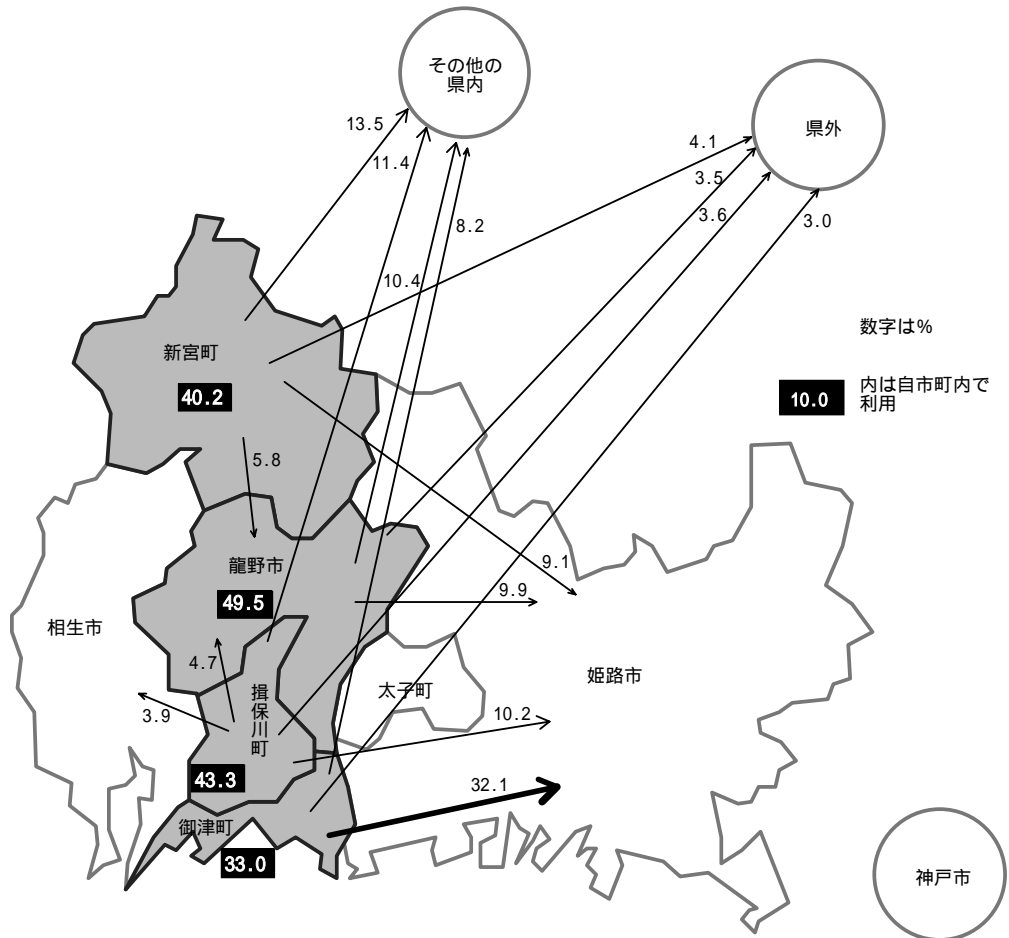 その他の
県内
県外
13.5
11.4
4.1
3.5
3.6
3.0
8.2
10.4
数字は%
新宮町
40.2
10.0
内は自市町内で
利用
5.8
龍野市
49.5
9.1
9.9
相生市
4.7
太子町
姫路市
揖保川町
3.9
10.2
43.3
32.1
御津町
33.0
神戸市